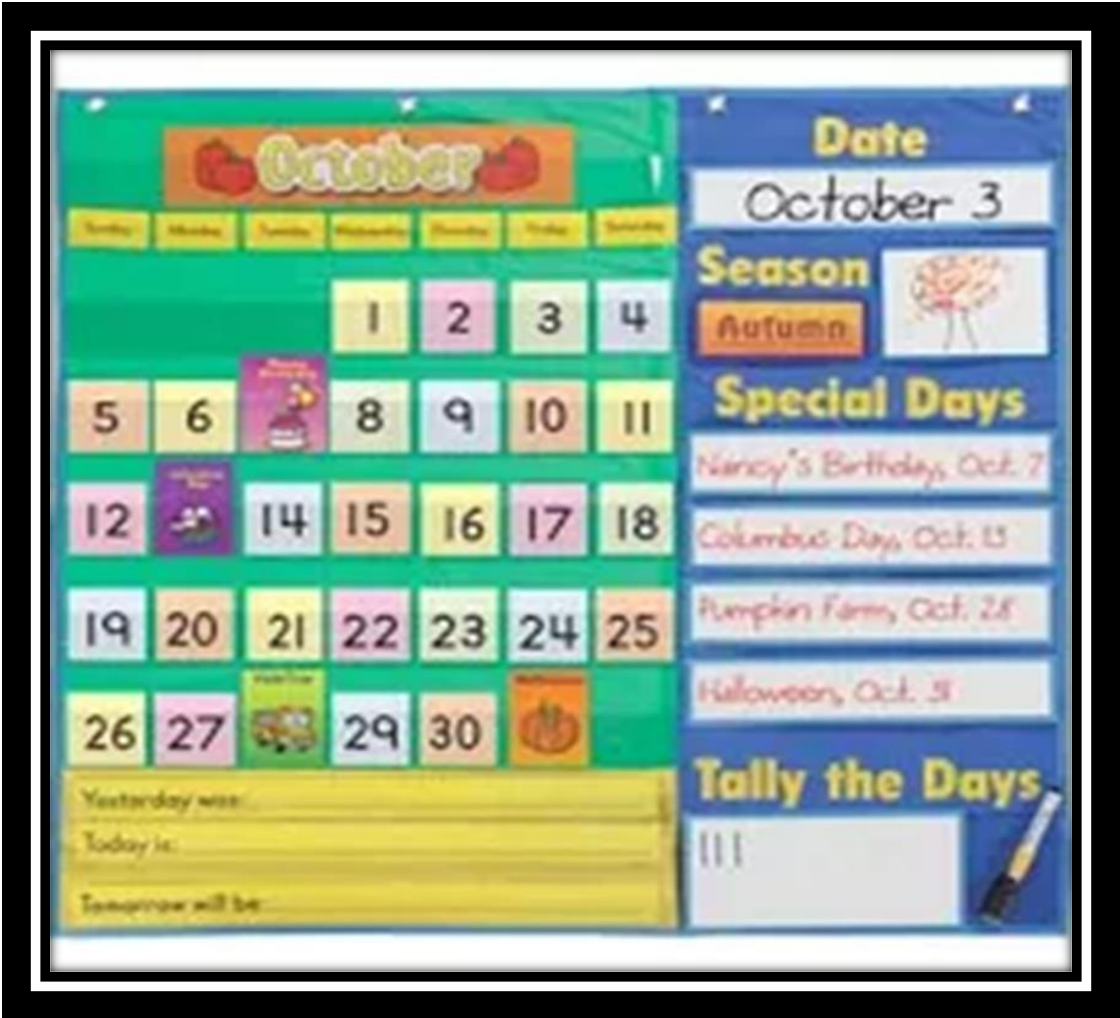 October
Sunday Monday Tuesday Wednesday Thursday Friday Saturday
1 2 3 4
5 6 8 9 10 11
12 14 15 16 17 18
19 20 21 22 23 24 25
26 27 29 30
Yesterday was:
Today is:
Tomorrow will be:
Date
October 3
Season
Autumn
Special Days
Nancy's Birthday, Oct. 7
Columbus Day, Oct. 13
Pumpkin Farm, Oct. 28
Halloween, Oct. 31
Tally the Days